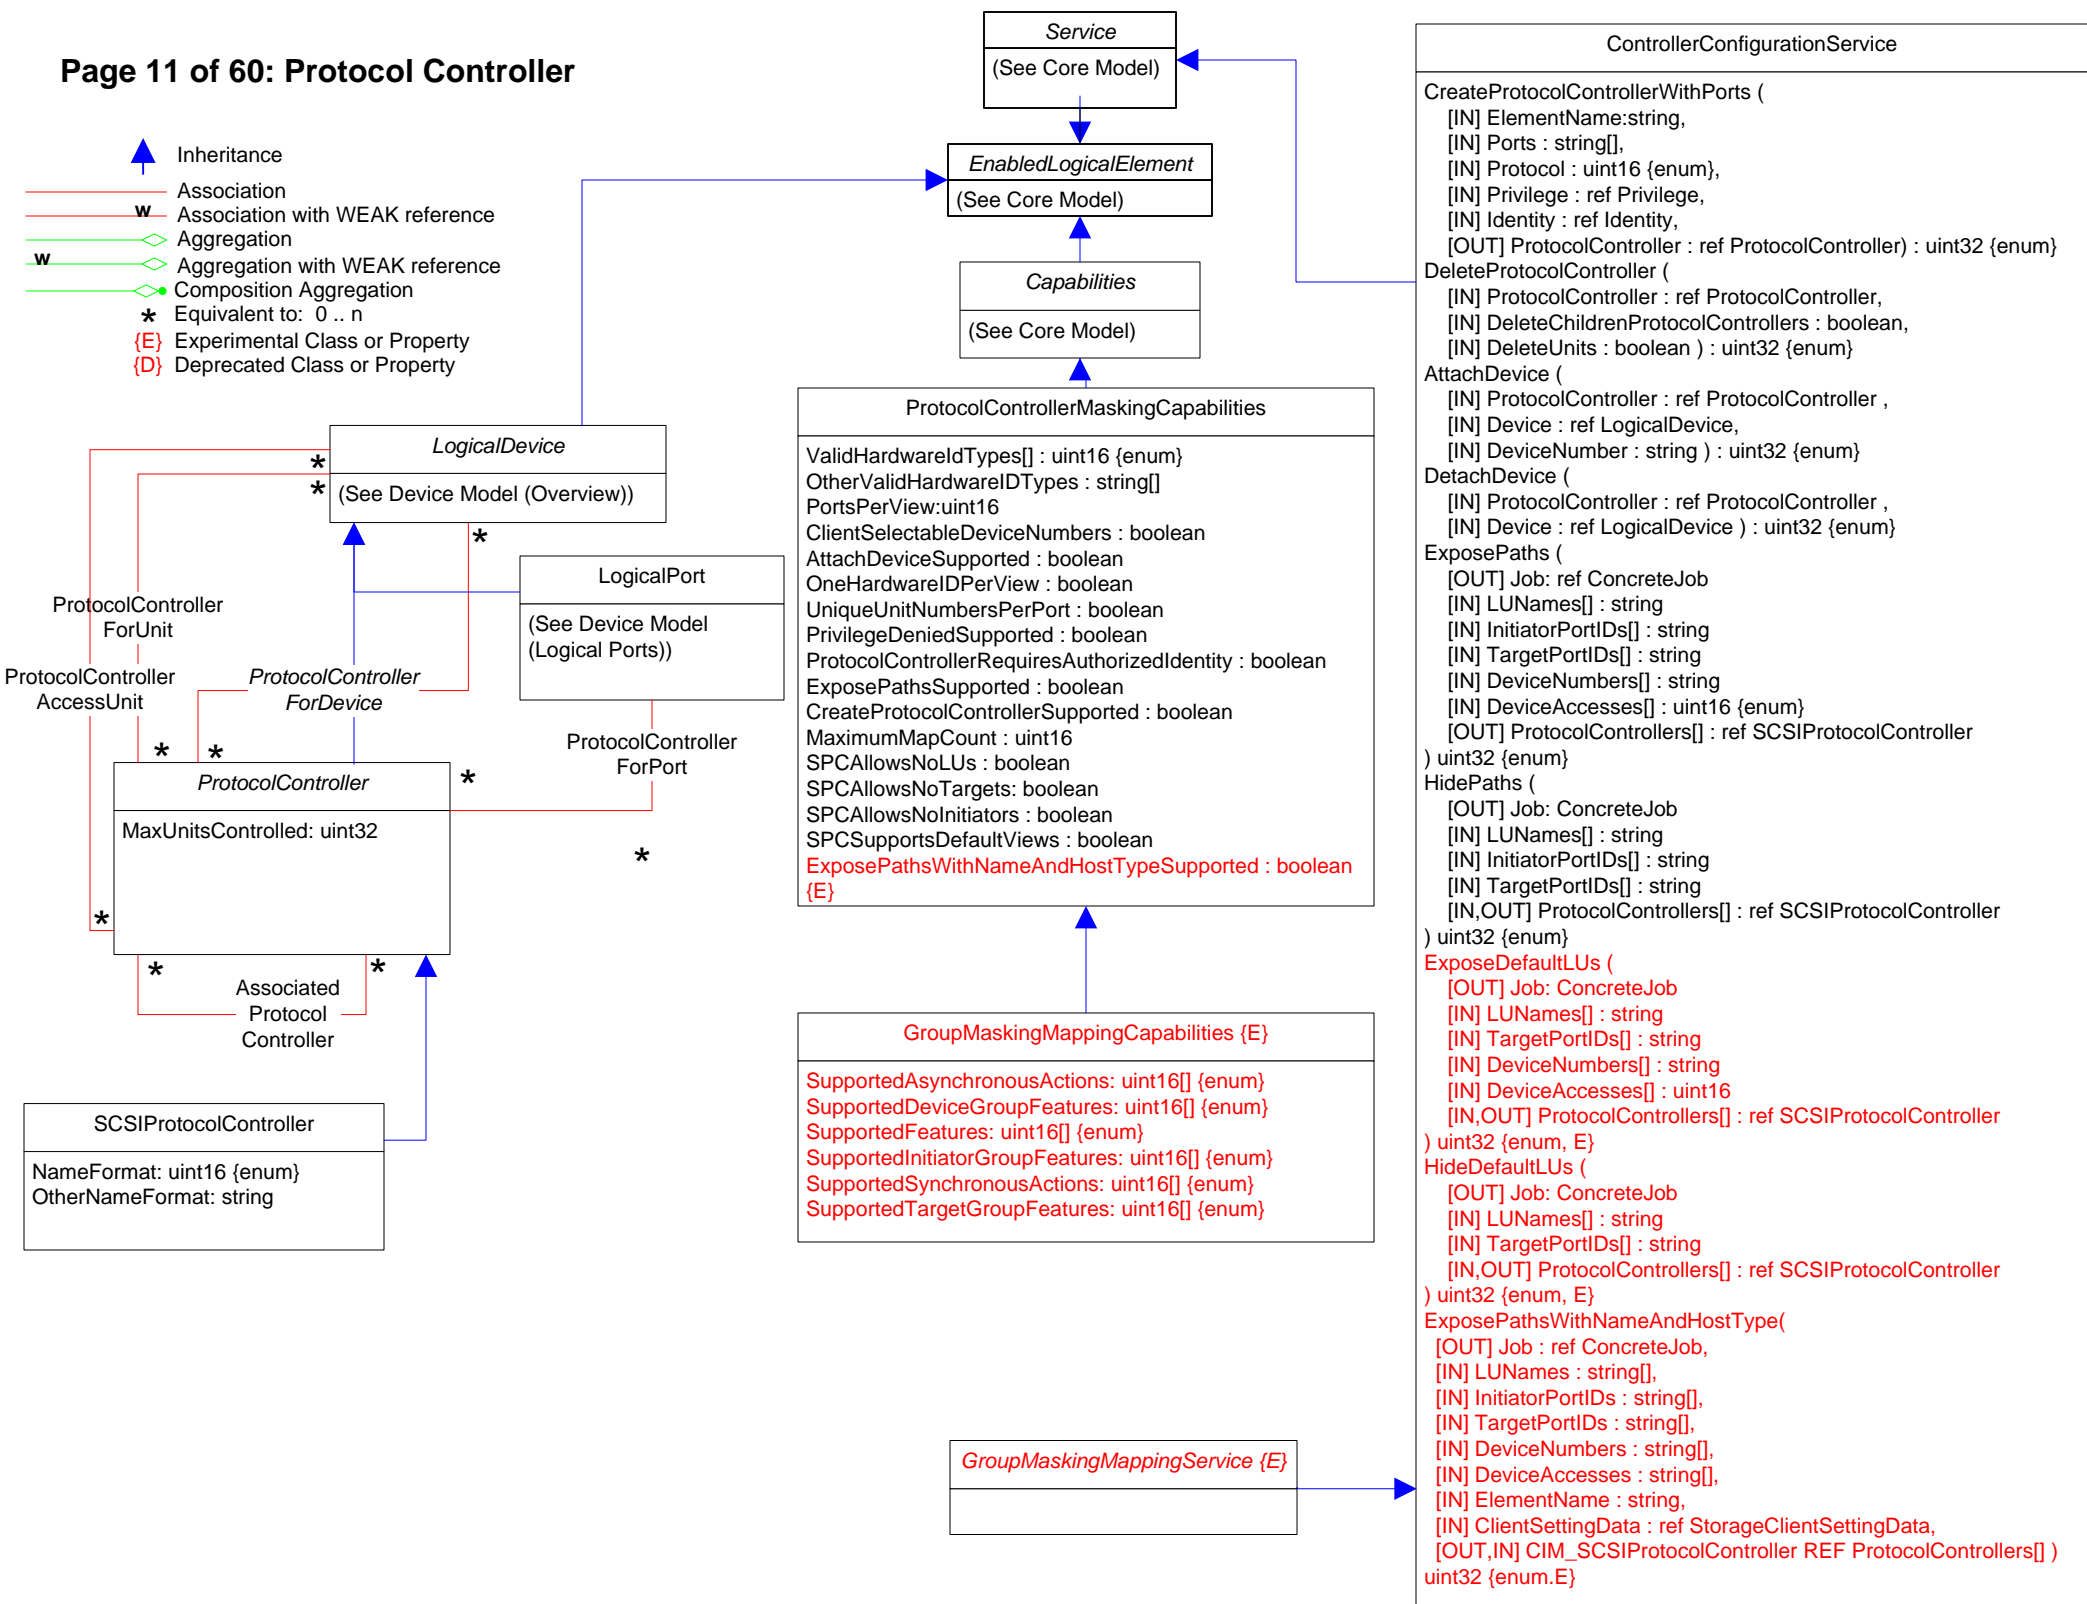 Page 11 of 60: Protocol Controller
Inheritance
Association
w
Association with WEAK reference
Aggregation
w
Aggregation with WEAK reference
Composition Aggregation
*
Equivalent to: 0 .. n
{E} Experimental Class or Property
{D} Deprecated Class or Property
Service
(See Core Model)
EnabledLogicalElement
(See Core Model)
Capabilities
(See Core Model)
LogicalDevice
(See Device Model (Overview))
*
*
*
LogicalPort
(See Device Model
(Logical Ports))
ProtocolController
ForUnit
ProtocolController
AccessUnit
ProtocolController
ForDevice
ProtocolController
ForPort
*
*
*
*
*
ProtocolController
MaxUnitsControlled: uint32
*
*
Associated
Protocol
Controller
SCSIProtocolController
NameFormat: uint16 {enum}
OtherNameFormat: string
ProtocolControllerMaskingCapabilities
ValidHardwareIdTypes[] : uint16 {enum}
OtherValidHardwareIDTypes : string[]
PortsPerView:uint16
ClientSelectableDeviceNumbers : boolean
AttachDeviceSupported : boolean
OneHardwareIDPerView : boolean
UniqueUnitNumbersPerPort : boolean
PrivilegeDeniedSupported : boolean
ProtocolControllerRequiresAuthorizedIdentity : boolean
ExposePathsSupported : boolean
CreateProtocolControllerSupported : boolean
MaximumMapCount : uint16
SPCAllowsNoLUs : boolean
SPCAllowsNoTargets: boolean
SPCAllowsNoInitiators : boolean
SPCSupportsDefaultViews : boolean
ExposePathsWithNameAndHostTypeSupported : boolean
{E}
GroupMaskingMappingCapabilities {E}
SupportedAsynchronousActions: uint16[] {enum}
SupportedDeviceGroupFeatures: uint16[] {enum}
SupportedFeatures: uint16[] {enum}
SupportedInitiatorGroupFeatures: uint16[] {enum}
SupportedSynchronousActions: uint16[] {enum}
SupportedTargetGroupFeatures: uint16[] {enum}
GroupMaskingMappingService {E}
ControllerConfigurationService
CreateProtocolControllerWithPorts (
[IN] ElementName:string,
[IN] Ports : string[],
[IN] Protocol : uint16 {enum},
[IN] Privilege : ref Privilege,
[IN] Identity : ref Identity,
[OUT] ProtocolController : ref ProtocolController) : uint32 {enum}
DeleteProtocolController (
[IN] ProtocolController : ref ProtocolController,
[IN] DeleteChildrenProtocolControllers : boolean,
[IN] DeleteUnits : boolean ) : uint32 {enum}
AttachDevice (
[IN] ProtocolController : ref ProtocolController ,
[IN] Device : ref LogicalDevice,
[IN] DeviceNumber : string ) : uint32 {enum}
DetachDevice (
[IN] ProtocolController : ref ProtocolController ,
[IN] Device : ref LogicalDevice ) : uint32 {enum}
ExposePaths (
[OUT] Job: ref ConcreteJob
[IN] LUNames[] : string
[IN] InitiatorPortIDs[] : string
[IN] TargetPortIDs[] : string
[IN] DeviceNumbers[] : string
[IN] DeviceAccesses[] : uint16 {enum}
[OUT] ProtocolControllers[] : ref SCSIProtocolController
) uint32 {enum}
HidePaths (
[OUT] Job: ConcreteJob
[IN] LUNames[] : string
[IN] InitiatorPortIDs[] : string
[IN] TargetPortIDs[] : string
[IN,OUT] ProtocolControllers[] : ref SCSIProtocolController
) uint32 {enum}
ExposeDefaultLUs (
[OUT] Job: ConcreteJob
[IN] LUNames[] : string
[IN] TargetPortIDs[] : string
[IN] DeviceNumbers[] : string
[IN] DeviceAccesses[] : uint16
[IN,OUT] ProtocolControllers[] : ref SCSIProtocolController
) uint32 {enum, E}
HideDefaultLUs (
[OUT] Job: ConcreteJob
[IN] LUNames[] : string
[IN] TargetPortIDs[] : string
[IN,OUT] ProtocolControllers[] : ref SCSIProtocolController
) uint32 {enum, E}
ExposePathsWithNameAndHostType(
[OUT] Job : ref ConcreteJob,
[IN] LUNames : string[],
[IN] InitiatorPortIDs : string[],
[IN] TargetPortIDs : string[],
[IN] DeviceNumbers : string[],
[IN] DeviceAccesses : string[],
[IN] ElementName : string,
[IN] ClientSettingData : ref StorageClientSettingData,
[OUT,IN] CIM_SCSIProtocolController REF ProtocolControllers[] )
uint32 {enum.E}